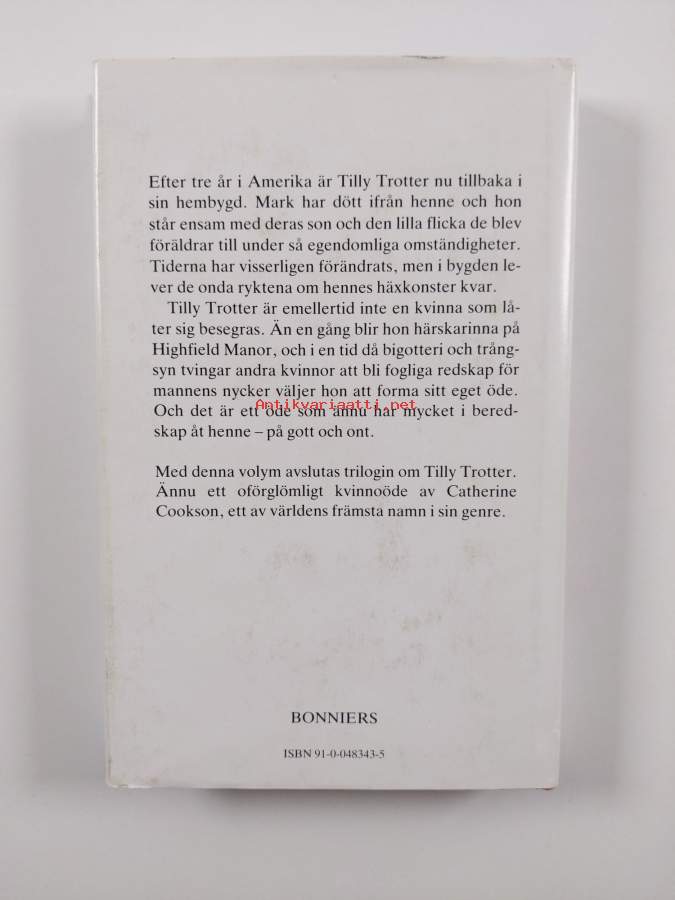 Efter tre år i Amerika är Tilly Trotter nu tillbaka i
sin hembygd. Mark har dött ifrån henne och hon
står ensam med deras son och den lilla flicka de blev
föräldrar till under så egendomliga omständigheter.
Tiderna har visserligen förändrats, men i bygden le-
ver de onda ryktena om hennes häxkonster kvar.
Tilly Trotter är emellertid inte en kvinna som lå-
ter sig besegras. Än en gång blir hon härskarinna på
Highfield Manor, och i en tid då bigotteri och trång-
syn tvingar andra kvinnor att bli fogliga redskap för
mannens nycker väljer hon att forma sitt eget öde.
Antikvariaatti.net
Och det är ett öde som ännu har mycket i bered-
skap åt henne – på gott och ont.
Med denna volym avslutas trilogin om Tilly Trotter.
Ännu ett oförglömligt kvinnoöde av Catherine
Cookson, ett av världens främsta namn i sin genre.
BONNIERS
ISBN 91-0-048343-5